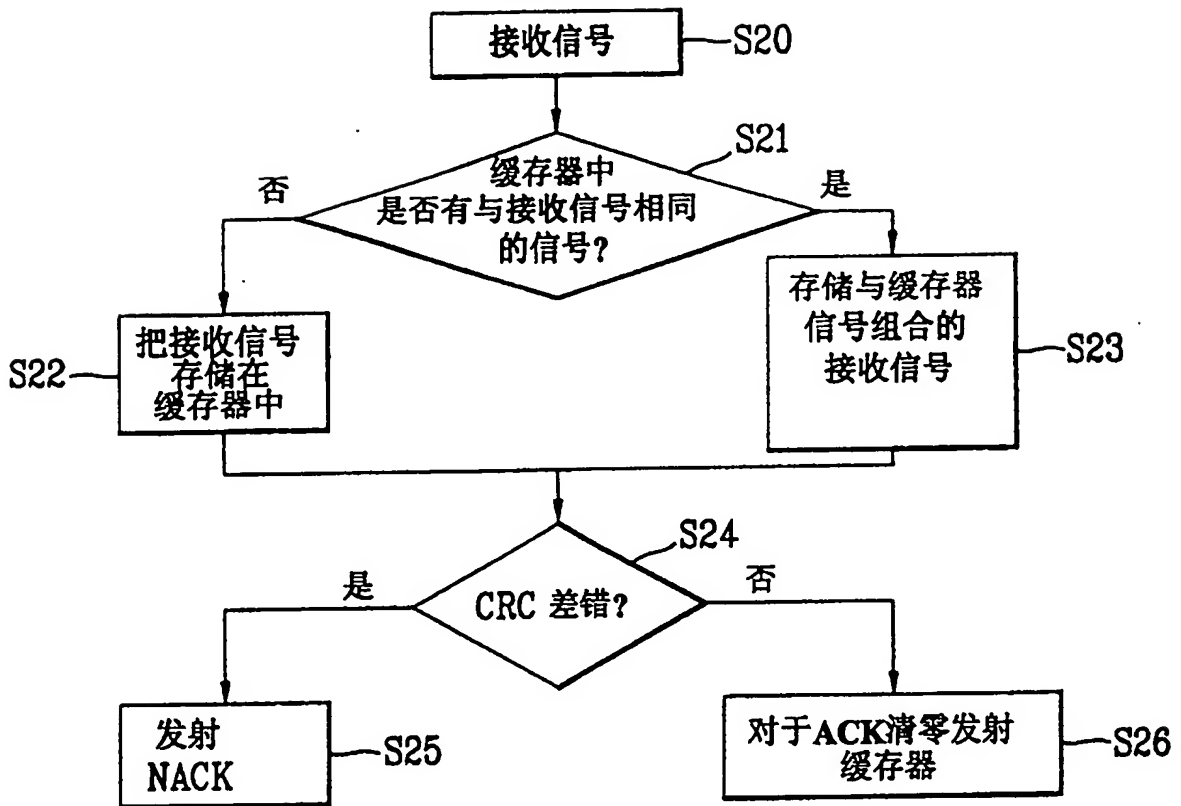 接收信号
S20
S21
缓存器中
是否有与接收信号相同
的信号?
否
是
把接收信号
存储在
缓存器中
S22
存储与缓存器
信号组合的
接收信号
S23
S24
CRC 差错?
是
否
发射
NACK
S25
对于ACK清零发射
缓存器
S26